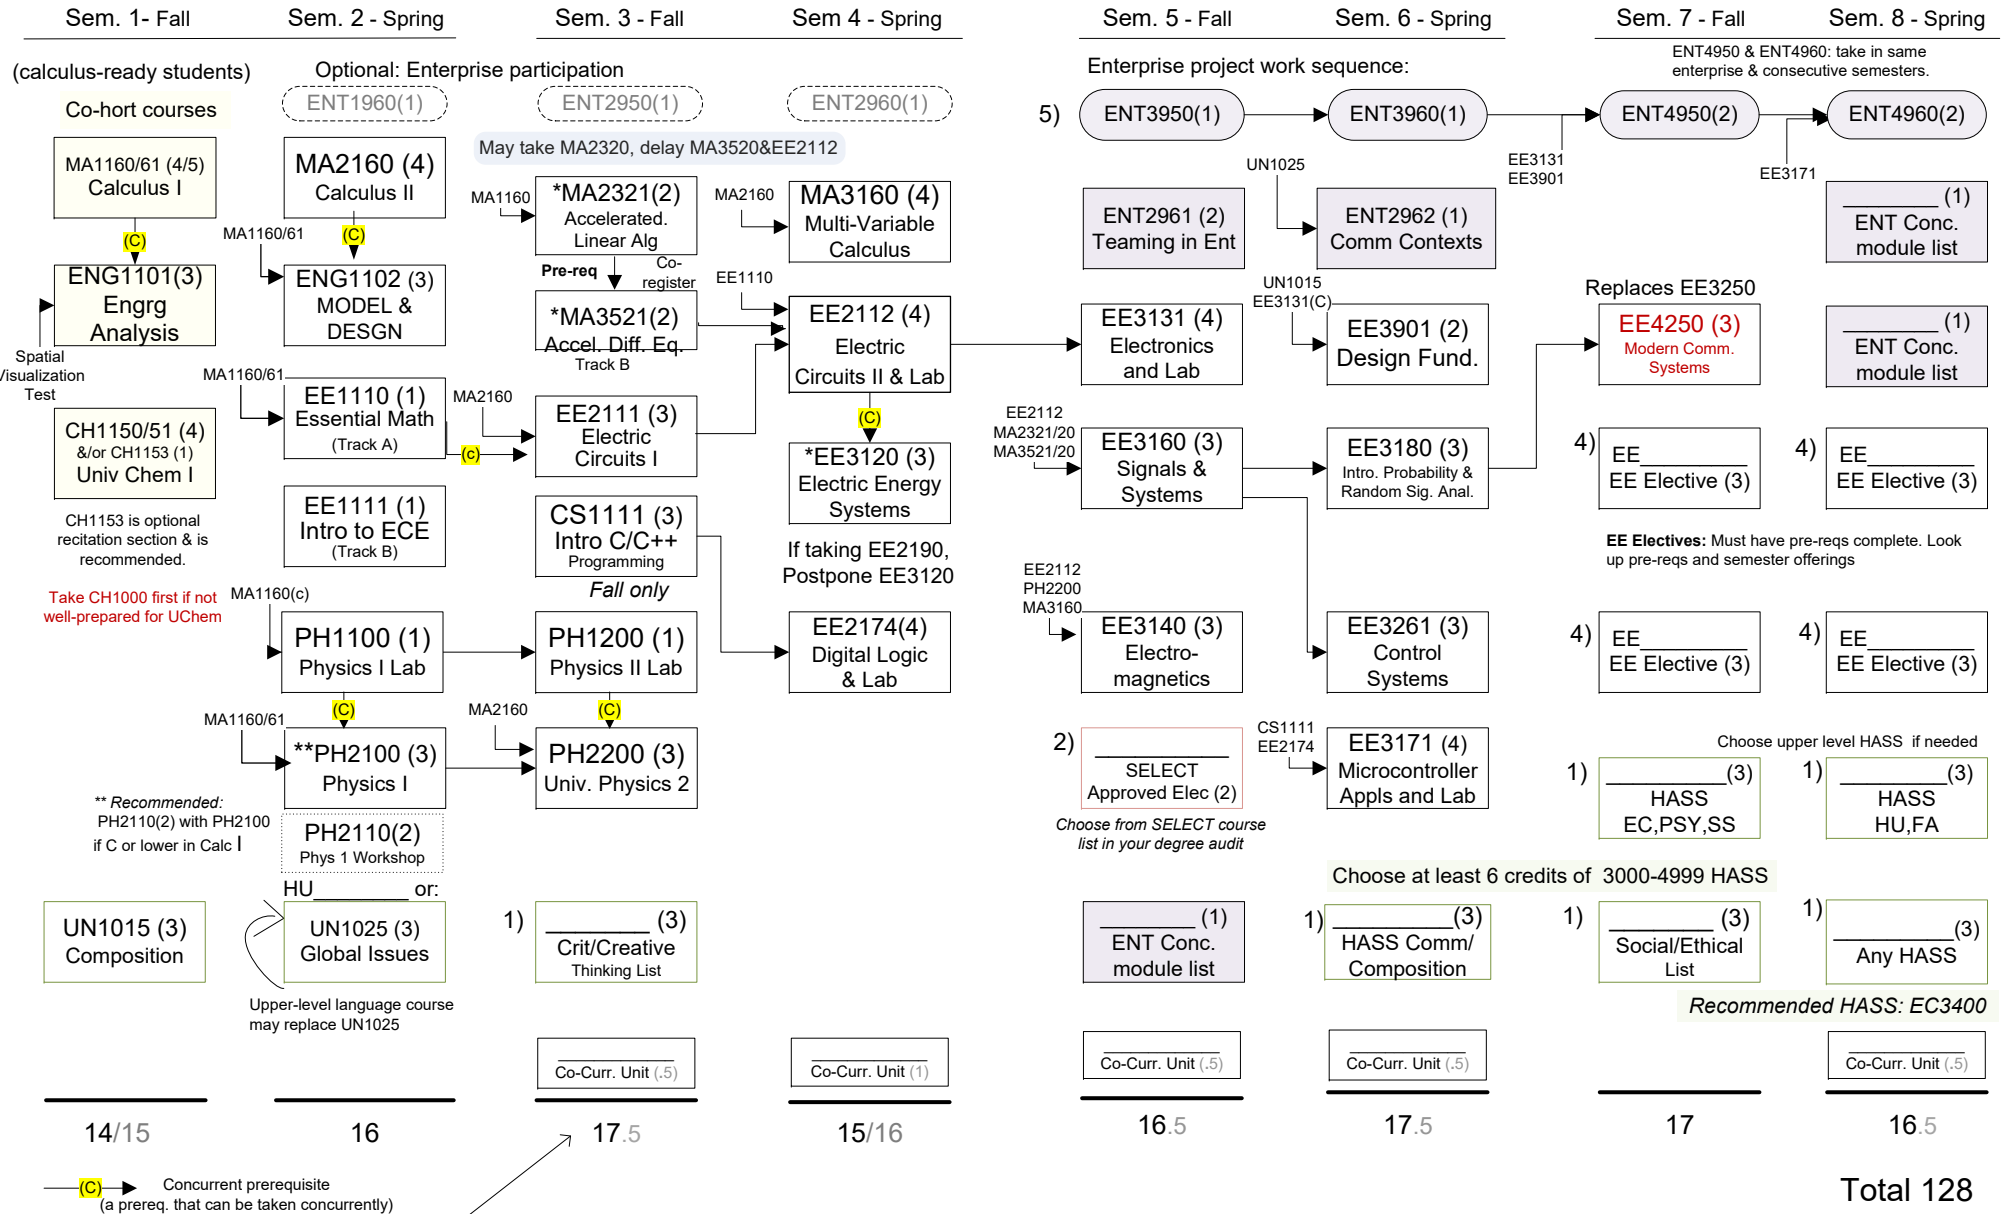 Sem. 1- Fall
Sem. 2 - Spring
Sem. 3 - Fall
Sem 4 - Spring
Sem. 5 - Fall
Sem. 6 - Spring
Sem. 7 - Fall
Sem. 8 - Spring
(calculus-ready students)
Optional: Enterprise participation
Enterprise project work sequence:
ENT4950 & ENT4960: take in same
enterprise & consecutive semesters.
Co-hort courses
ENT1960(1)
ENT2950(1)
ENT2960(1)
5)
ENT3950(1)
ENT3960(1)
ENT4950(2)
ENT4960(2)
May take MA2320, delay MA3520&EE2112
EE3131
EE3901
EE3171
MA1160/61 (4/5)
Calculus I
MA2160 (4)
Calculus II
MA1160
*MA2321(2)
Accelerated.
Linear Alg
MA2160
MA3160 (4)
Multi-Variable
Calculus
ENT2961 (2)
Teaming in Ent
UN1025
ENT2962 (1)
Comm Contexts
________ (1)
ENT Conc.
module list
(C)
MA1160/61
(C)
Pre-req
Co-
register
ENG1101(3)
Engrg
Analysis
ENG1102 (3)
MODEL &
DESGN
*MA3521(2)
Accel. Diff. Eq.
Track B
EE1110
EE2112 (4)
Electric
Circuits II & Lab
EE3131 (4)
Electronics
and Lab
UN1015
EE3131(C)
EE3901 (2)
Design Fund.
Replaces EE3250
EE4250 (3)
Modern Comm.
Systems
________ (1)
ENT Conc.
module list
Spatial
Visualization
Test
MA1160/61
EE1110 (1)
Essential Math
(Track A)
MA2160
(c)
EE2111 (3)
Electric
Circuits I
(C)
CH1150/51 (4)
&/or CH1153 (1)
Univ Chem I
*EE3120 (3)
Electric Energy
Systems
EE2112
MA2321/20
MA3521/20
EE3160 (3)
Signals &
Systems
EE3180 (3)
Intro. Probability &
Random Sig. Anal.
4)
EE_________
EE Elective (3)
4)
EE_________
EE Elective (3)
CH1153 is optional
recitation section & is
recommended.
EE1111 (1)
Intro to ECE
(Track B)
CS1111 (3)
Intro C/C++
Programming
Fall only
If taking EE2190,
Postpone EE3120
EE Electives: Must have pre-reqs complete. Look
up pre-reqs and semester offerings
Take CH1000 first if not
well-prepared for UChem
MA1160(c)
PH1100 (1)
Physics I Lab
PH1200 (1)
Physics II Lab
EE2174(4)
Digital Logic
& Lab
EE2112
PH2200
MA3160
EE3140 (3)
Electro-
magnetics
EE3261 (3)
Control
Systems
4)
EE_________
EE Elective (3)
4)
EE_________
EE Elective (3)
(C)
(C)
MA1160/61
**PH2100 (3)
Physics I
MA2160
PH2200 (3)
Univ. Physics 2
2)
___________
SELECT
Approved Elec (2)
Choose from SELECT course
list in your degree audit
CS1111
EE2174
EE3171 (4)
Microcontroller
Appls and Lab
Choose upper level HASS if needed
1)
_________(3)
HASS
EC,PSY,SS
1)
_________(3)
HASS
HU,FA
** Recommended:
PH2110(2) with PH2100
if C or lower in Calc I
PH2110(2)
Phys 1 Workshop
HU________ or:
Choose at least 6 credits of 3000-4999 HASS
UN1015 (3)
Composition
UN1025 (3)
Global Issues
1)
_________ (3)
Crit/Creative
Thinking List
________ (1)
ENT Conc.
module list
1)
__________(3)
HASS Comm/
Composition
1)
_________ (3)
Social/Ethical
List
1)
__________(3)
Any HASS
Upper-level language course
may replace UN1025
Recommended HASS: EC3400
____________
Co-Curr. Unit (.5)
____________
Co-Curr. Unit (1)
____________
Co-Curr. Unit (.5)
____________
Co-Curr. Unit (.5)
____________
Co-Curr. Unit (.5)
14/15
16
17.5
15/16
16.5
17.5
17
16.5
(C)
Concurrent prerequisite
(a prereq. that can be taken concurrently)
Total 128